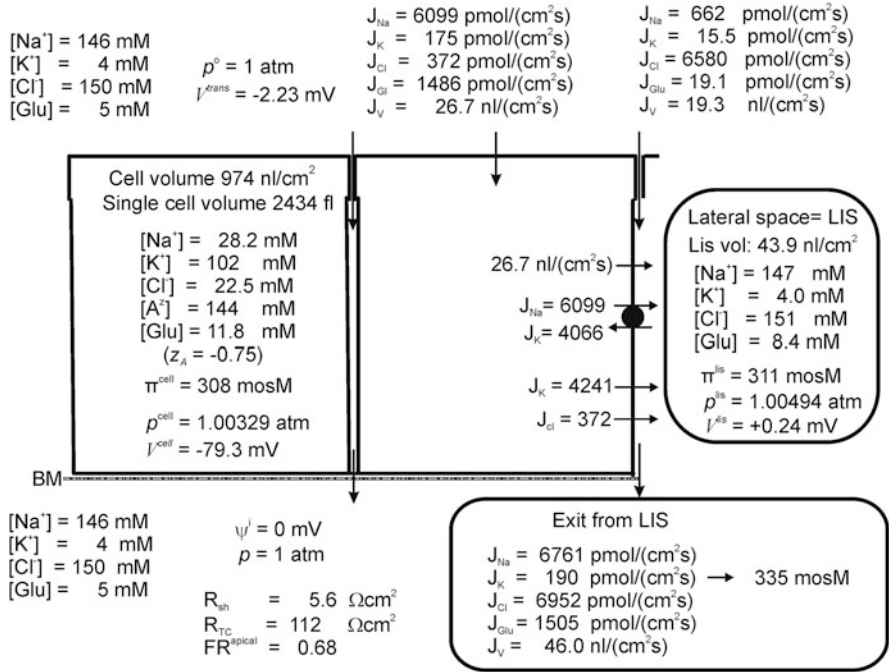 [Na⁺] = 146 mM
[K⁺] = 4 mM
[Cl⁻] = 150 mM
[Glu] = 5 mM
pᵒ = 1 atm
Vᵗʳᵃⁿˢ = -2.23 mV
J_Na = 6099 pmol/(cm²s)
J_K = 175 pmol/(cm²s)
J_Cl = 372 pmol/(cm²s)
J_Gl = 1486 pmol/(cm²s)
J_V = 26.7 nl/(cm²s)
J_Na = 662 pmol/(cm²s)
J_K = 15.5 pmol/(cm²s)
J_Cl = 6580 pmol/(cm²s)
J_Glu = 19.1 pmol/(cm²s)
J_V = 19.3 nl/(cm²s)
Cell volume 974 nl/cm²
Single cell volume 2434 fl
[Na⁺] = 28.2 mM
[K⁺] = 102 mM
[Cl⁻] = 22.5 mM
[A^z] = 144 mM
[Glu] = 11.8 mM
(z_A = -0.75)
π^cell = 308 mosM
p^cell = 1.00329 atm
V^cell = -79.3 mV
26.7 nl/(cm²s)
J_Na = 6099
J_K = 4066
J_K = 4241
J_cl = 372
Lateral space= LIS
Lis vol: 43.9 nl/cm²
[Na⁺] = 147 mM
[K⁺] = 4.0 mM
[Cl⁻] = 151 mM
[Glu] = 8.4 mM
π^lis = 311 mosM
p^lis = 1.00494 atm
V^lis = +0.24 mV
BM
[Na⁺] = 146 mM
[K⁺] = 4 mM
[Cl⁻] = 150 mM
[Glu] = 5 mM
ψⁱ = 0 mV
p = 1 atm
R_sh = 5.6 Ωcm²
R_TC = 112 Ωcm²
FR^apical = 0.68
Exit from LIS
J_Na = 6761 pmol/(cm²s)
J_K = 190 pmol/(cm²s) → 335 mosM
J_Cl = 6952 pmol/(cm²s)
J_Glu = 1505 pmol/(cm²s)
J_V = 46.0 nl/(cm²s)